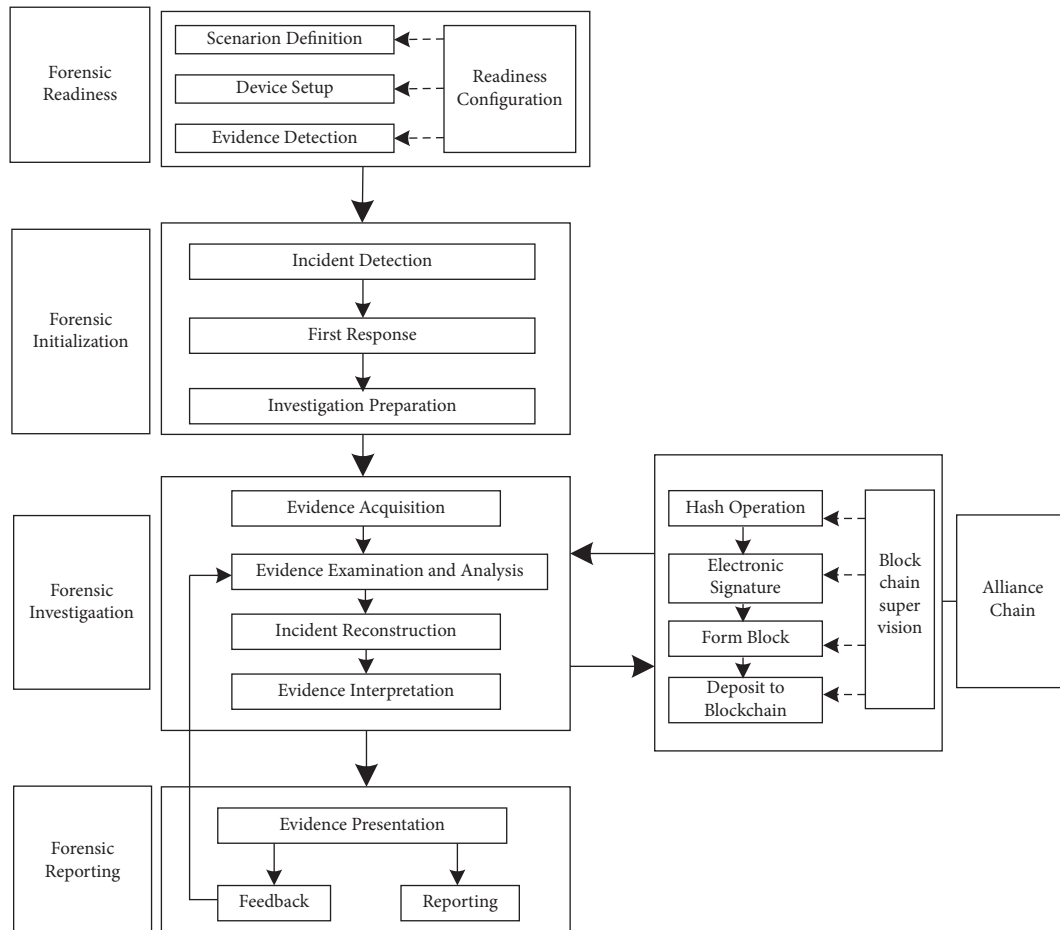 Forensic
Readiness
Scenarion Definition
Device Setup
Evidence Detection
Readiness
Configuration
Forensic
Initialization
Incident Detection
First Response
Investigation Preparation
Forensic
Investigaation
Evidence Acquisition
Evidence Examination and Analysis
Incident Reconstruction
Evidence Interpretation
Hash Operation
Electronic
Signature
Form Block
Deposit to
Blockchain
Block
chain
super
vision
Alliance
Chain
Forensic
Reporting
Evidence Presentation
Feedback
Reporting